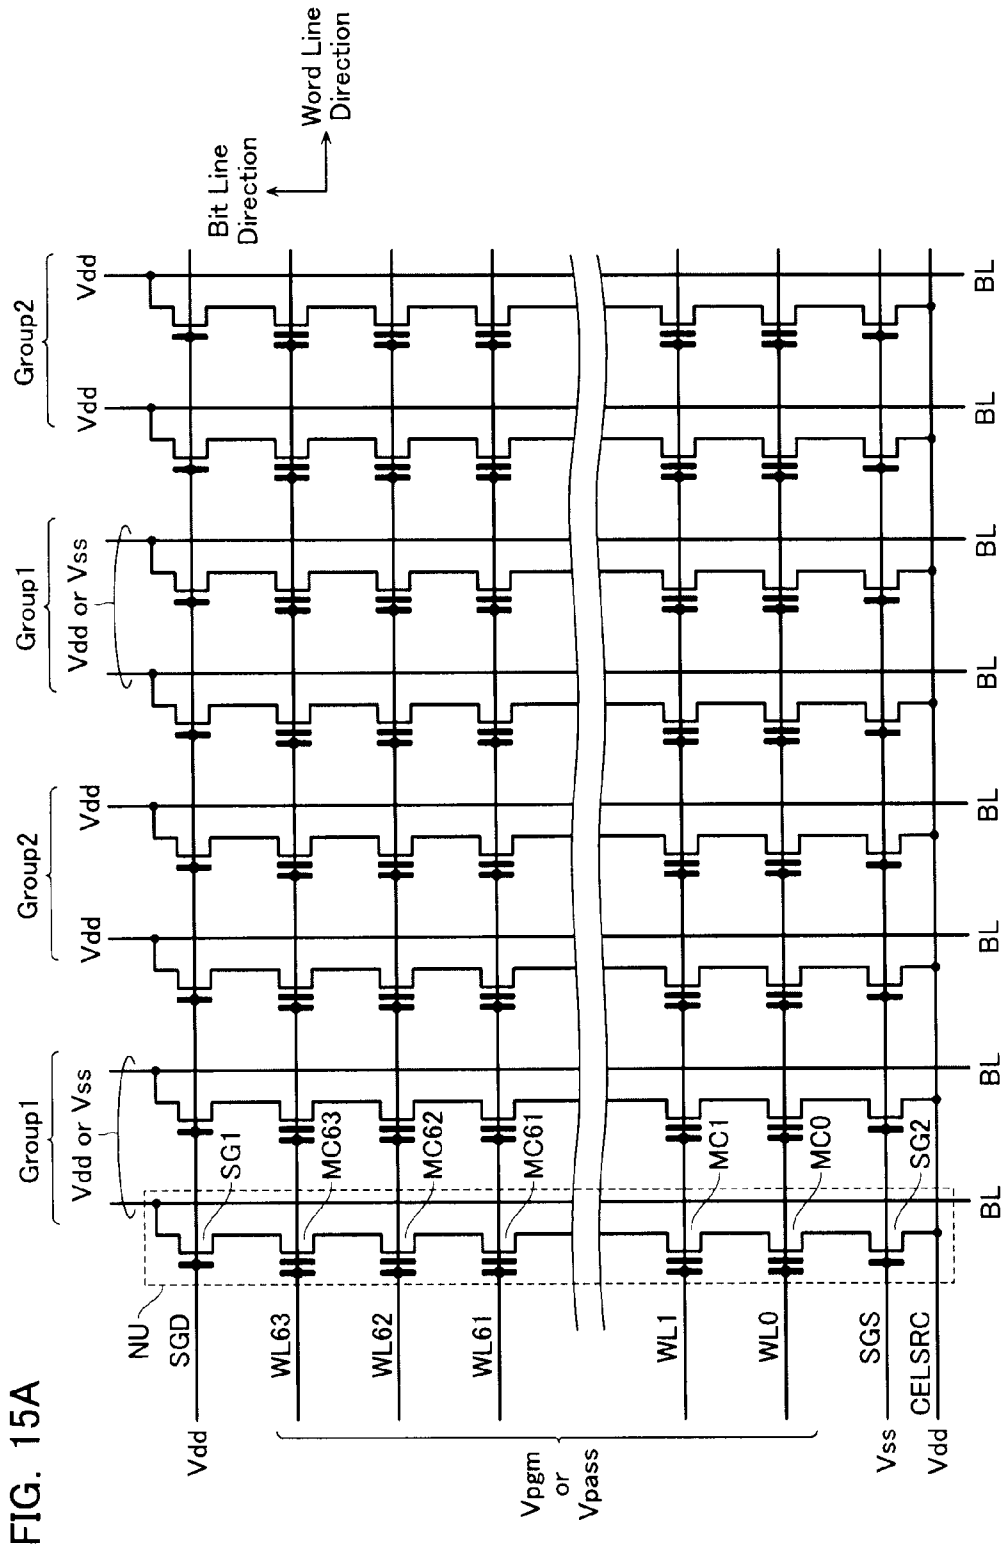 FIG. 15A
Group1
Group2
Group1
Group2
Vdd or Vss
Vdd
Vdd
Vdd or Vss
Vdd
Vdd
Bit Line
Direction
Word Line
Direction
NU
Vdd
SGD
SG1
WL63
MC63
WL62
MC62
WL61
MC61
Vpgm
or
Vpass
WL1
MC1
WL0
MC0
Vss
SGS
SG2
Vdd
CELSRC
BL
BL
BL
BL
BL
BL
BL
BL